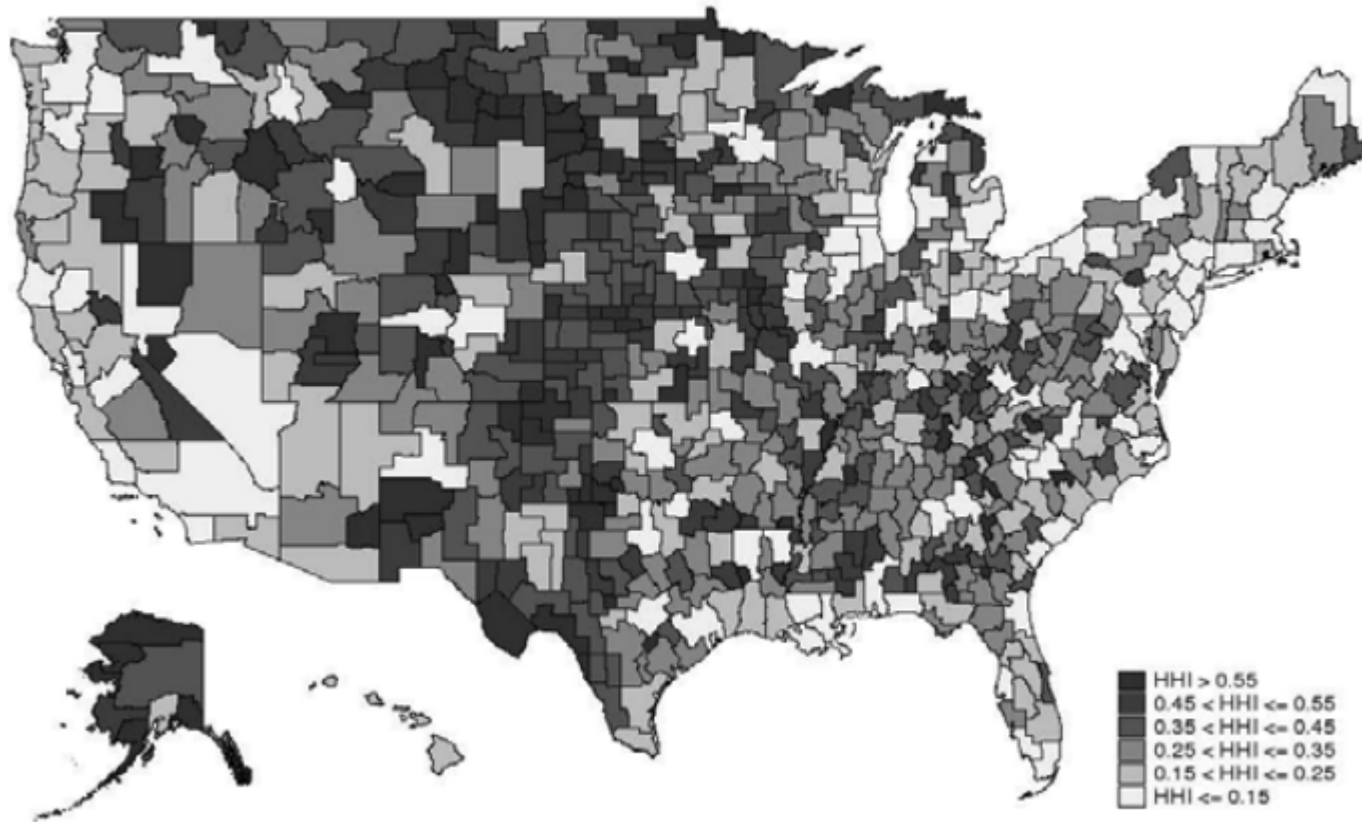 HHI > 0.55
0.45 < HHI <= 0.55
0.35 < HHI <= 0.45
0.25 < HHI <= 0.35
0.15 < HHI <= 0.25
HHI <= 0.15